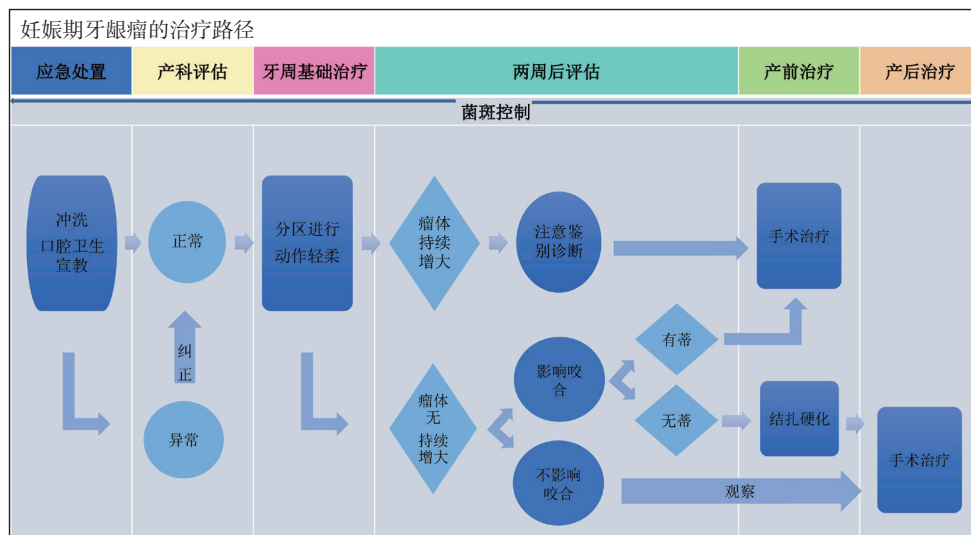 妊娠期牙龈瘤的治疗路径
应急处置
产科评估
牙周基础治疗
两周后评估
产前治疗
产后治疗
菌斑控制
冲洗
口腔卫生
宣教
正常
纠
正
异常
分区进行
动作轻柔
瘤体
持续
增大
注意鉴
别诊断
手术治疗
瘤体
无
持续
增大
影响咬
合
有蒂
无蒂
结扎硬化
不影响
咬合
观察
手术治疗